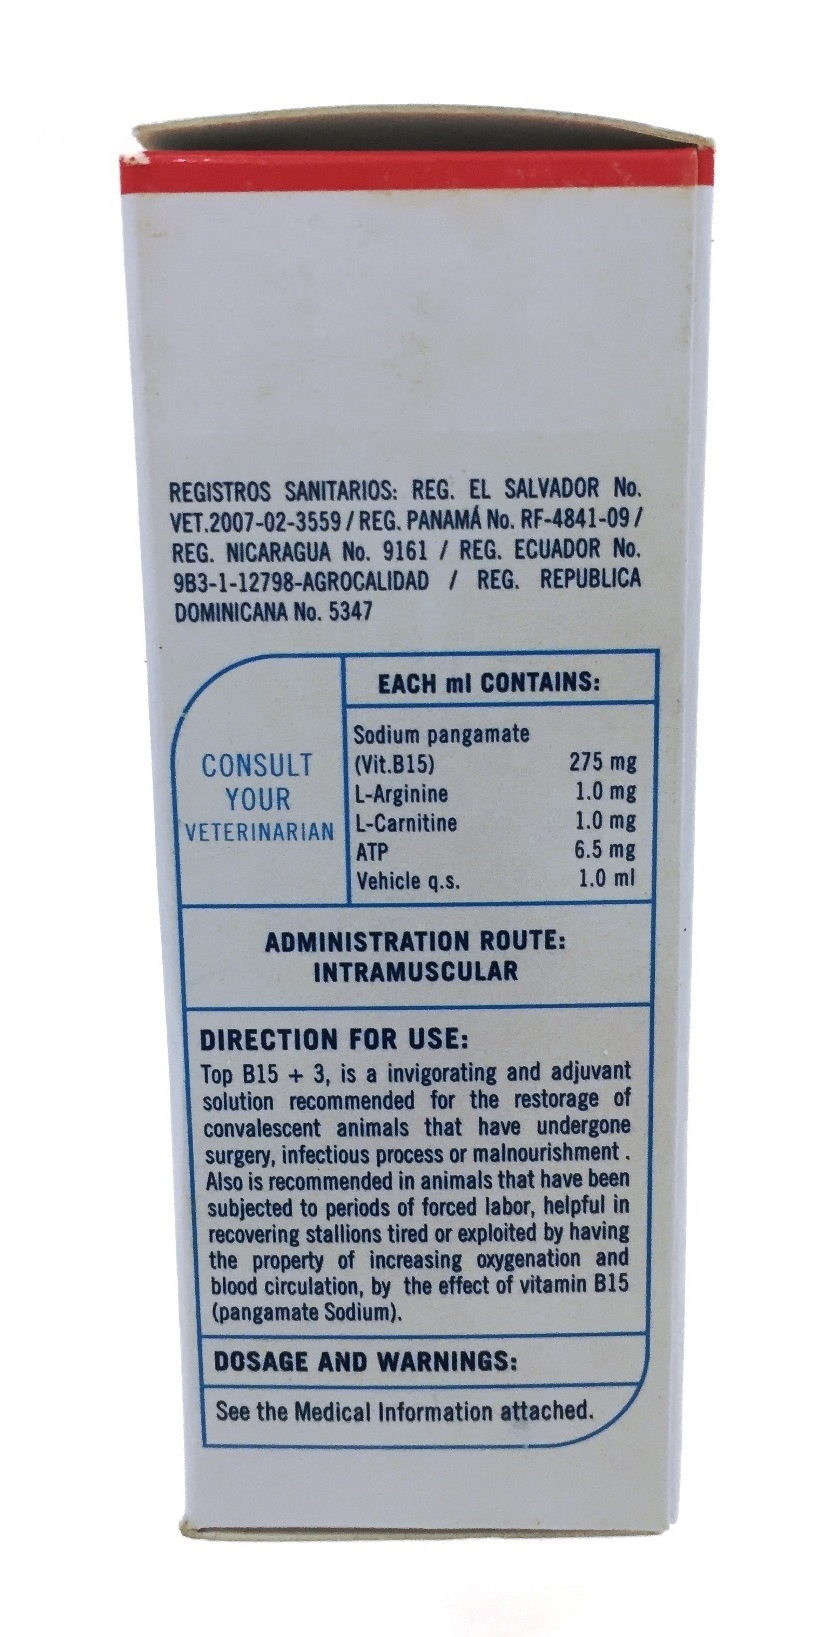 REGISTROS SANITARIOS: REG. EL SALVADOR No.
VET.2007-02-3559 / REG. PANAMÁ No. RF-4841-09 /
REG. NICARAGUA No. 9161 / REG. ECUADOR No.
9B3-1-12798-AGROCALIDAD / REG. REPUBLICA
DOMINICANA No. 5347
CONSULT
YOUR
VETERINARIAN
EACH ml CONTAINS:
Sodium pangamate
(Vit.B15) 275 mg
L-Arginine 1.0 mg
L-Carnitine 1.0 mg
ATP 6.5 mg
Vehicle q.s. 1.0 ml
ADMINISTRATION ROUTE:
INTRAMUSCULAR
DIRECTION FOR USE:
Top B15 + 3, is a invigorating and adjuvant
solution recommended for the restorage of
convalescent animals that have undergone
surgery, infectious process or malnourishment .
Also is recommended in animals that have been
subjected to periods of forced labor, helpful in
recovering stallions tired or exploited by having
the property of increasing oxygenation and
blood circulation, by the effect of vitamin B15
(pangamate Sodium).
DOSAGE AND WARNINGS:
See the Medical Information attached.